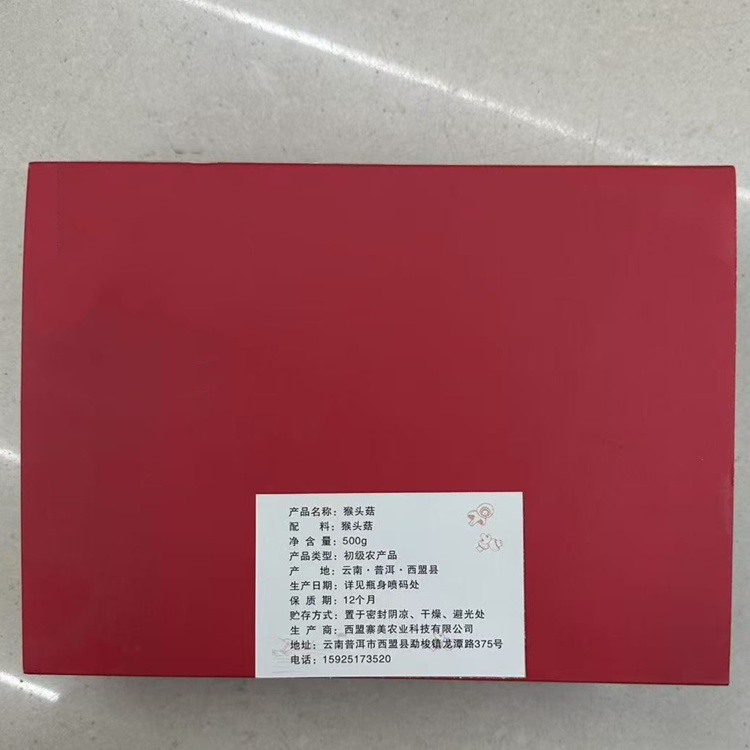 产品名称：猴头菇
配 料：猴头菇
净 含 量：500g
产品类型：初级农产品
产 地：云南·普洱·西盟县
生产日期：详见瓶身喷码处
保 质 期：12个月
贮存方式：置于密封阴凉、干燥、避光处
生 产 商：西盟寨美农业科技有限公司
地址：云南普洱市西盟县勐梭镇龙潭路375号
电话：15925173520